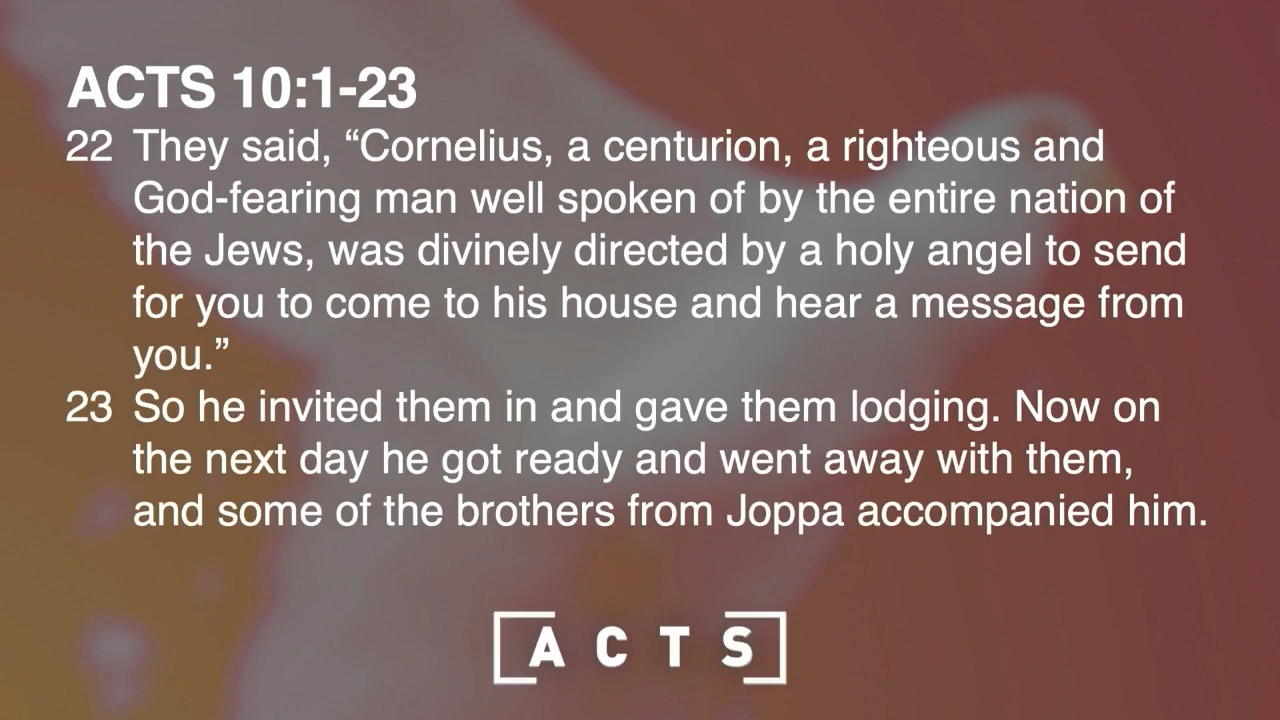 ACTS 10:1-23
22 They said, “Cornelius, a centurion, a righteous and
God-fearing man well spoken of by the entire nation of
the Jews, was divinely directed by a holy angel to send
for you to come to his house and hear a message from
you.”
23 So he invited them in and gave them lodging. Now on
the next day he got ready and went away with them,
and some of the brothers from Joppa accompanied him.
[ACTS]